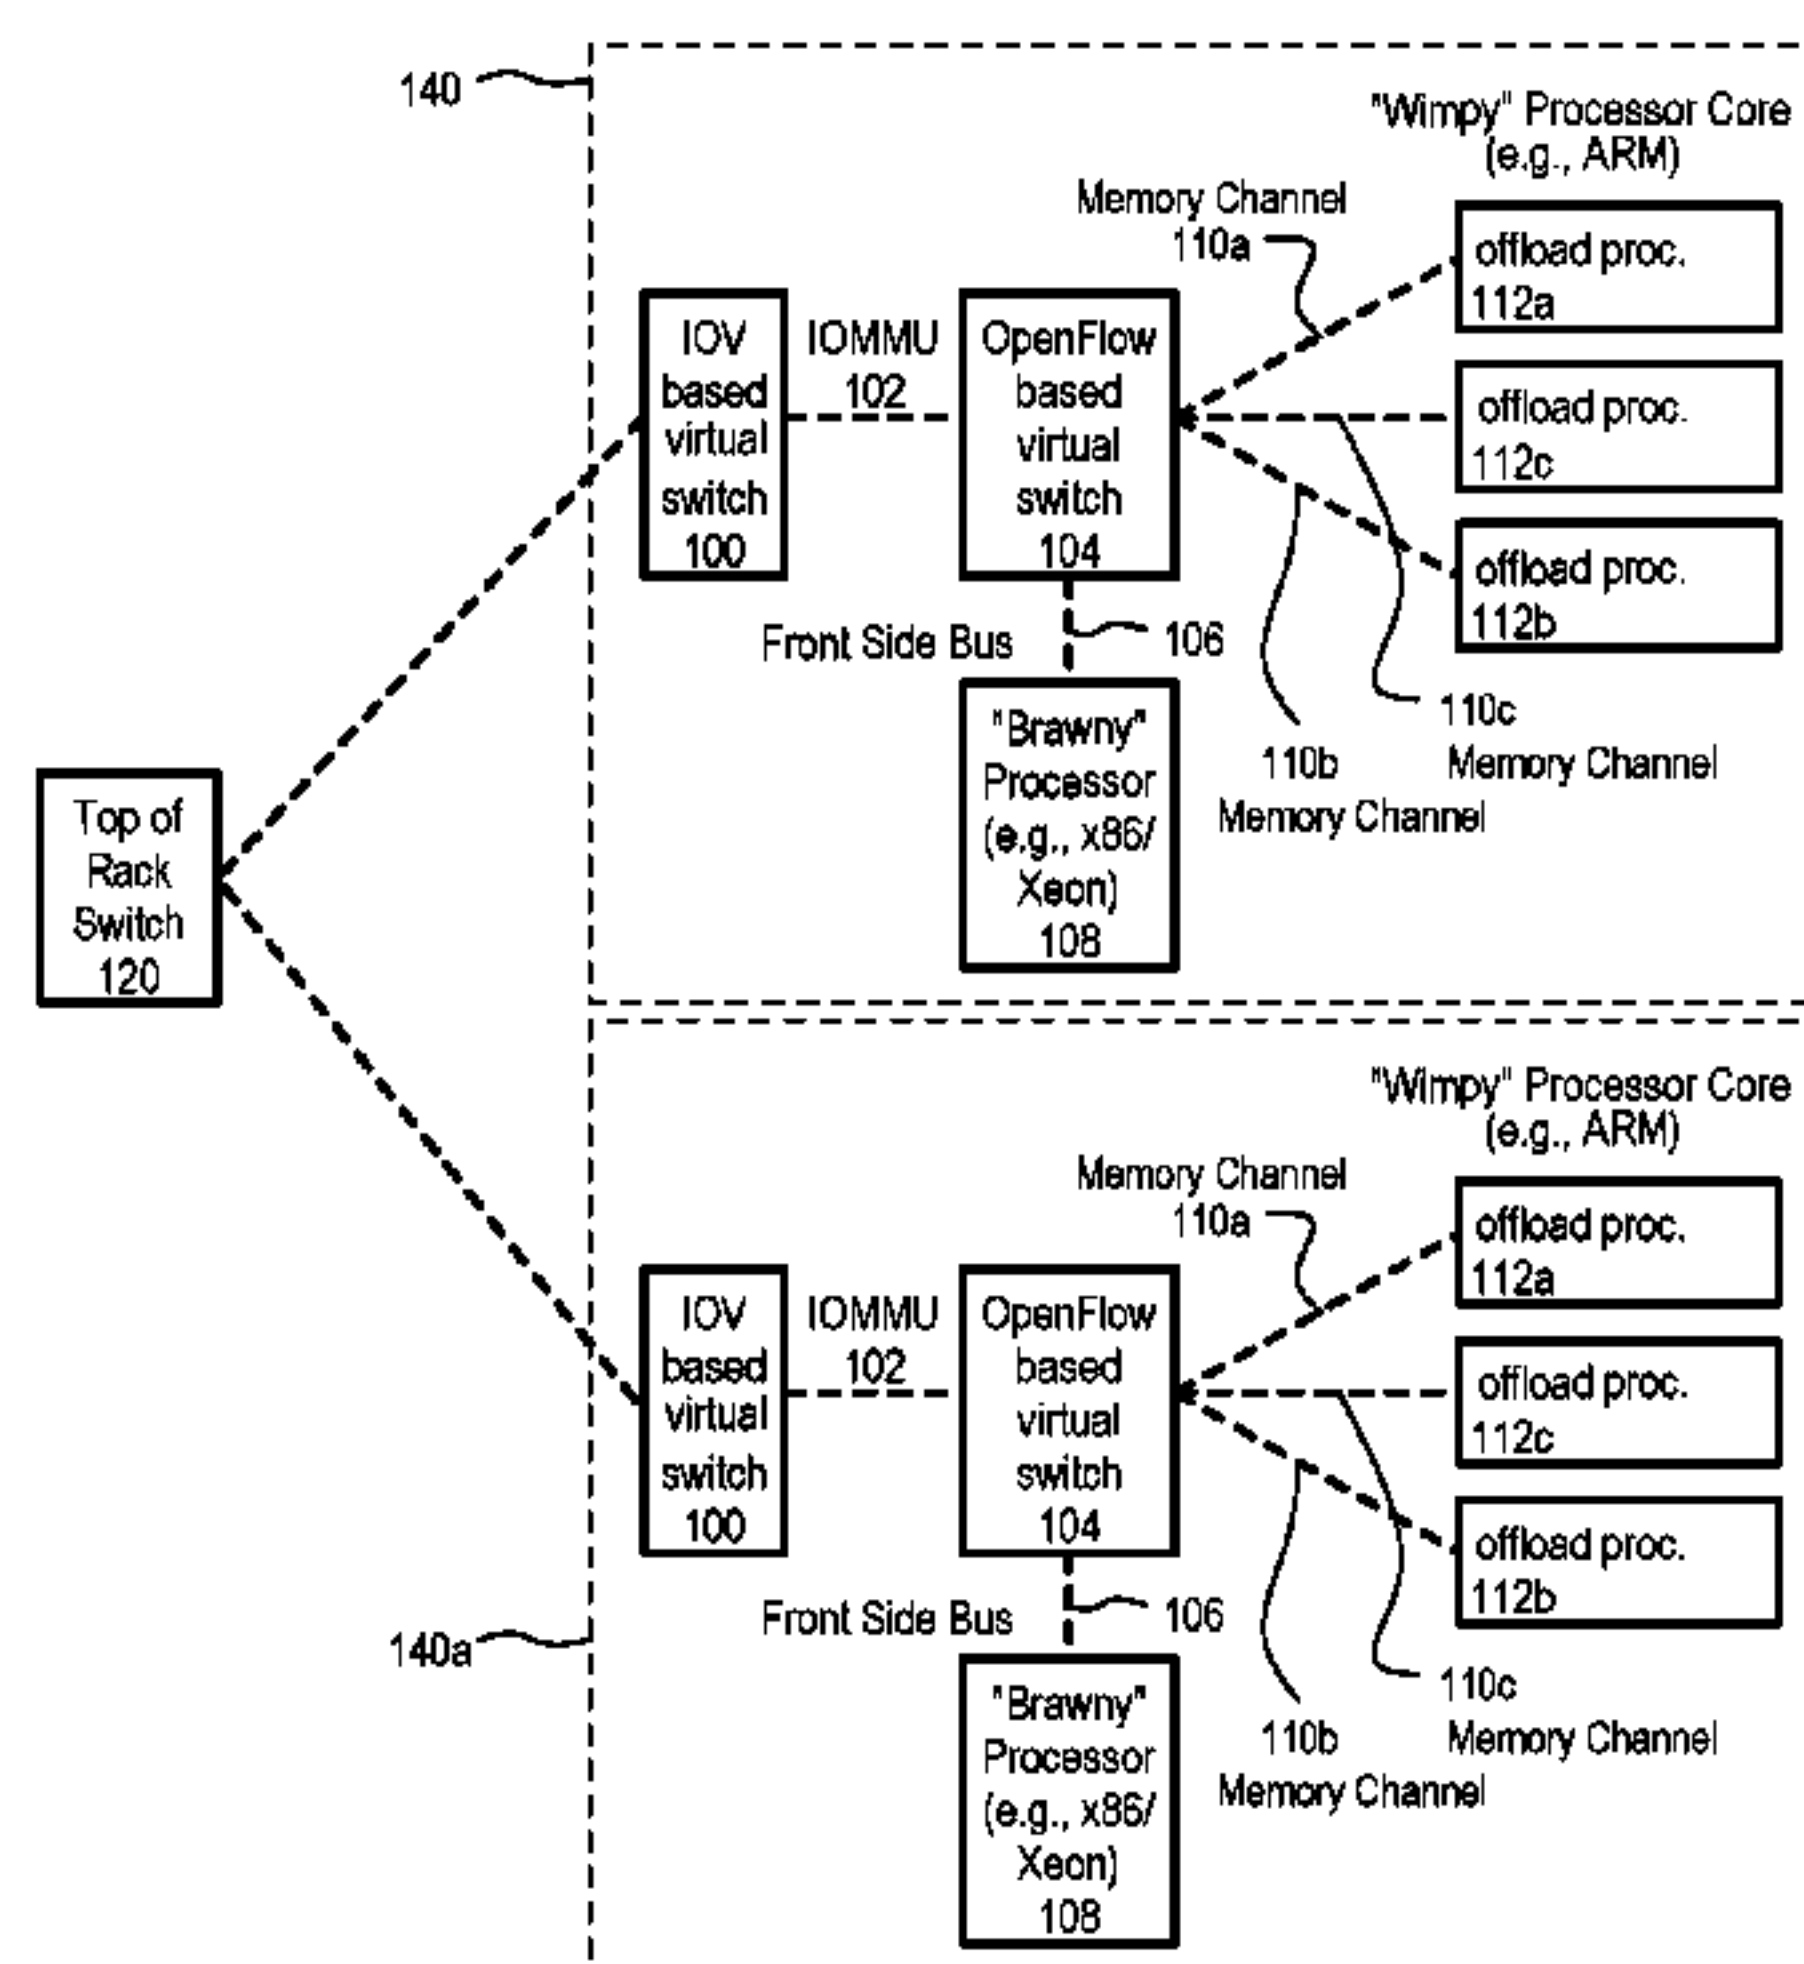 140
"Wimpy" Processor Core
(e.g., ARM)
Memory Channel
110a
offload proc.
112a
IOV
based
virtual
switch
100
IOMMU
102
OpenFlow
based
virtual
switch
104
offload proc.
112c
offload proc.
112b
Front Side Bus
106
110c
Memory Channel
110b
Memory Channel
"Brawny"
Processor
(e.g., x86/
Xeon)
108
Top of
Rack
Switch
120
"Wimpy" Processor Core
(e.g., ARM)
Memory Channel
110a
offload proc.
112a
IOV
based
virtual
switch
100
IOMMU
102
OpenFlow
based
virtual
switch
104
offload proc.
112c
offload proc.
112b
Front Side Bus
106
140a
110c
Memory Channel
110b
Memory Channel
"Brawny"
Processor
(e.g., x86/
Xeon)
108